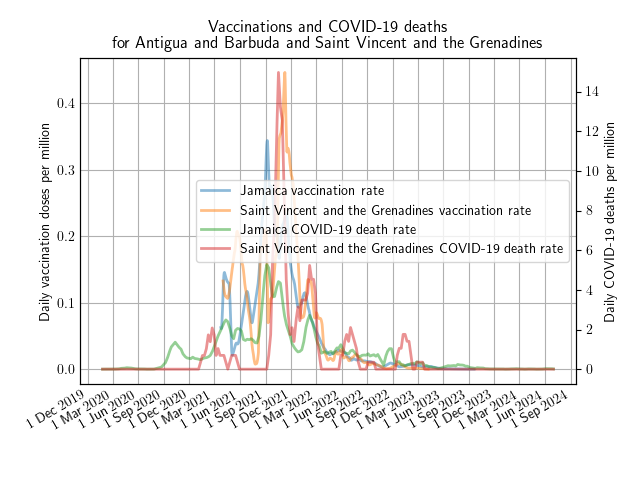 Vaccinations and COVID-19 deaths
for Antigua and Barbuda and Saint Vincent and the Grenadines
Daily vaccination doses per million
0.4
0.3
0.2
0.1
0.0
14
12
10
8
6
4
2
0
Daily COVID-19 deaths per million
Jamaica vaccination rate
Saint Vincent and the Grenadines vaccination rate
Jamaica COVID-19 death rate
Saint Vincent and the Grenadines COVID-19 death rate
1 Dec 2019
1 Mar 2020
1 Jun 2020
1 Sep 2020
1 Dec 2020
1 Mar 2021
1 Jun 2021
1 Sep 2021
1 Dec 2021
1 Mar 2022
1 Jun 2022
1 Sep 2022
1 Dec 2022
1 Mar 2023
1 Jun 2023
1 Sep 2023
1 Dec 2023
1 Mar 2024
1 Jun 2024
1 Sep 2024